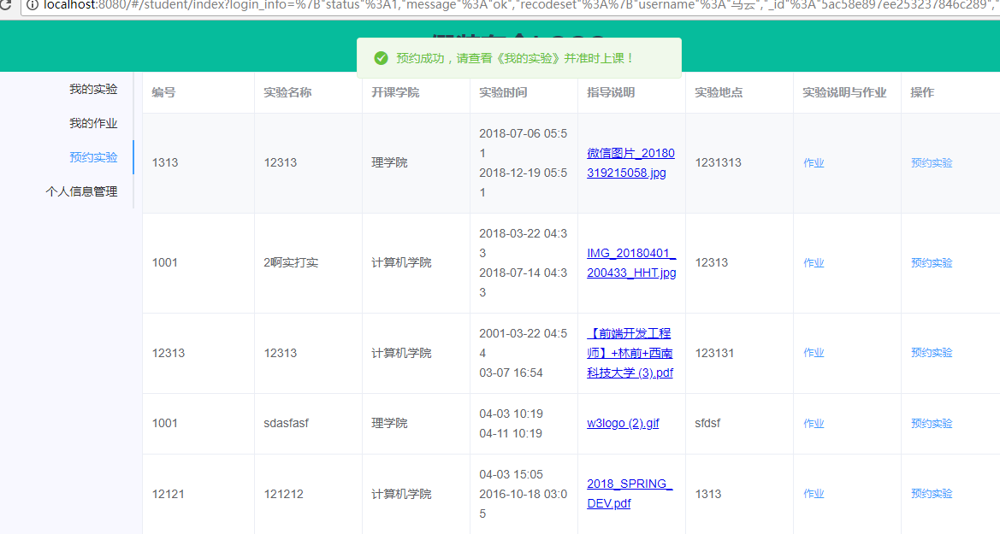 localhost:8080/#/student/index?login_info=%7B"status"%3A1,"message"%3A"ok","recodeset"%3A%7B"username"%3A"马云","_id"%3A"5ac58e897ee253237846c289","
预约成功，请查看《我的实验》并准时上课！
我的实验
我的作业
预约实验
个人信息管理
编号 实验名称 开课学院 实验时间 指导说明 实验地点 实验说明与作业 操作
1313 12313 理学院
2018-07-06 05:5
1
2018-12-19 05:5
1
微信图片_20180
319215058.jpg
1231313 作业 预约实验
1001 2啊实打实 计算机学院
2018-03-22 04:3
3
2018-07-14 04:3
3
IMG_20180401_
200433_HHT.jpg
12313 作业 预约实验
12313 12313 计算机学院
2001-03-22 04:5
4
03-07 16:54
【前端开发工程
师】+林前+西南
科技大学 (3).pdf
123131 作业 预约实验
1001 sdasfasf 理学院
04-03 10:19
04-11 10:19
w3logo (2).gif
sfdsf 作业 预约实验
12121 121212 计算机学院
04-03 15:05
2016-10-18 03:0
5
2018_SPRING_
DEV.pdf
1313 作业 预约实验